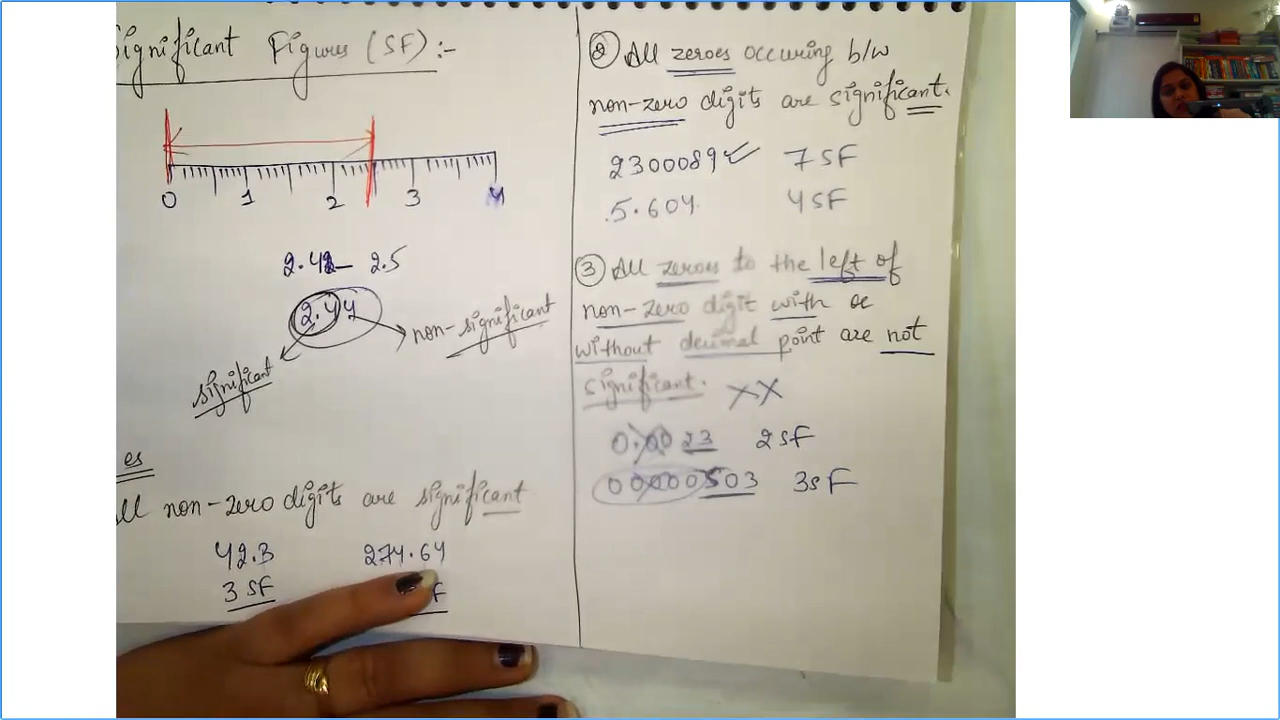 Significant Figures (SF) :-
0 1 2 3 4
2.42 2.5
2.44
non-significant
significant
es
All non-zero digits are significant
42.3 274.64
3 SF F
② All zeroes occuring b/w
non-zero digits are significant.
2300089 ✓ 7 SF
5.604 4 SF
③ All zeroes to the left of
non-zero digit with or
without decimal point are not
significant. XX
0.0023 2 SF
00000503 3 SF